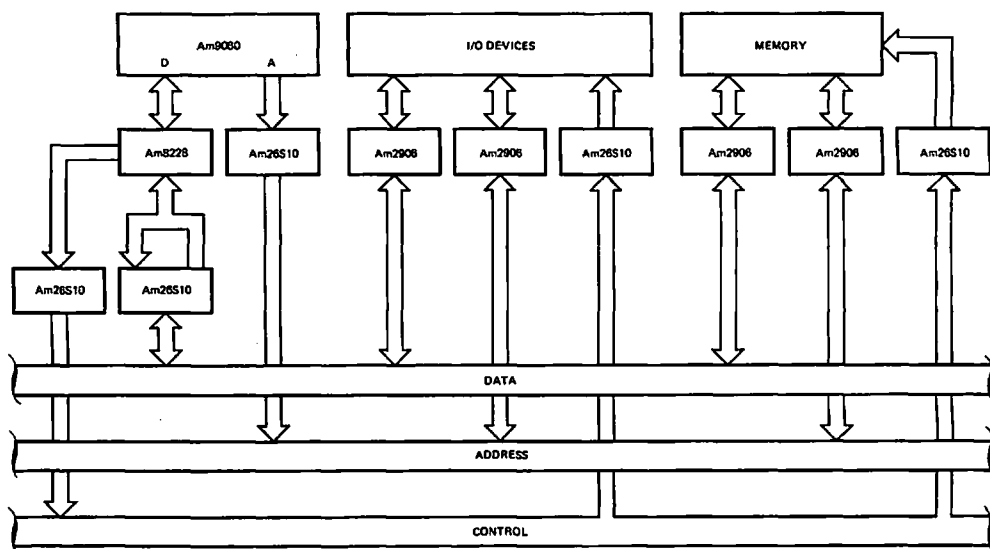 Am9080
D A
I/O DEVICES
MEMORY
Am8228
Am26S10
Am2906
Am2906
Am26S10
Am2906
Am2906
Am26S10
Am26S10
Am26S10
DATA
ADDRESS
CONTROL